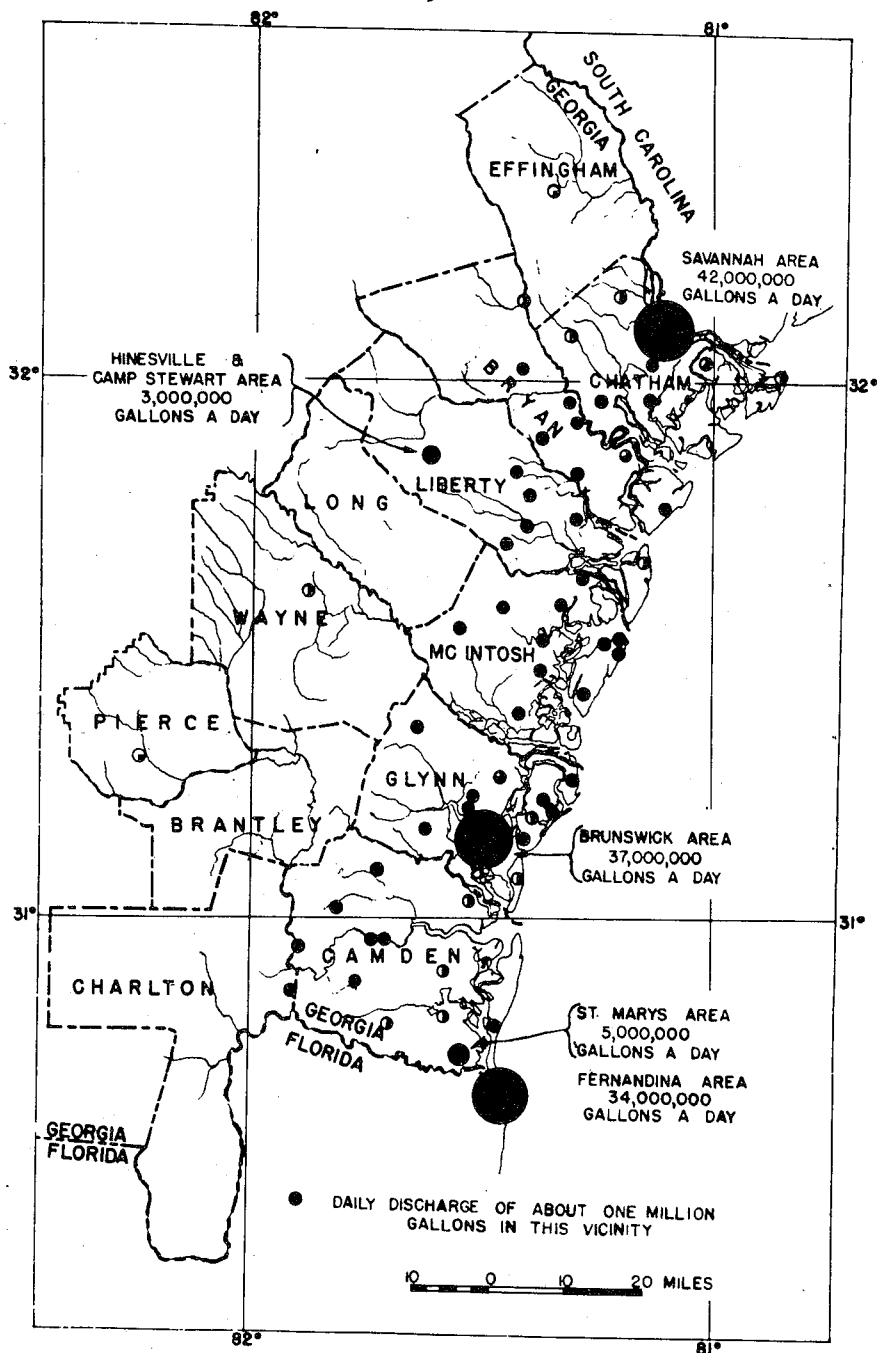 82°
81°
SOUTH CAROLINA
GEORGIA
EFFINGHAM
SAVANNAH AREA
42,000,000
GALLONS A DAY
HINESVILLE &
CAMP STEWART AREA
3,000,000
GALLONS A DAY
32°
32°
BRYAN
CHATHAM
LIBERTY
LONG
WAYNE
MC INTOSH
PIERCE
GLYNN
BRANTLEY
BRUNSWICK AREA
37,000,000
GALLONS A DAY
31°
31°
CAMDEN
CHARLTON
GEORGIA
FLORIDA
ST. MARYS AREA
5,000,000
GALLONS A DAY
FERNANDINA AREA
34,000,000
GALLONS A DAY
GEORGIA
FLORIDA
DAILY DISCHARGE OF ABOUT ONE MILLION
GALLONS IN THIS VICINITY
10 0 10 20 MILES
82°
81°